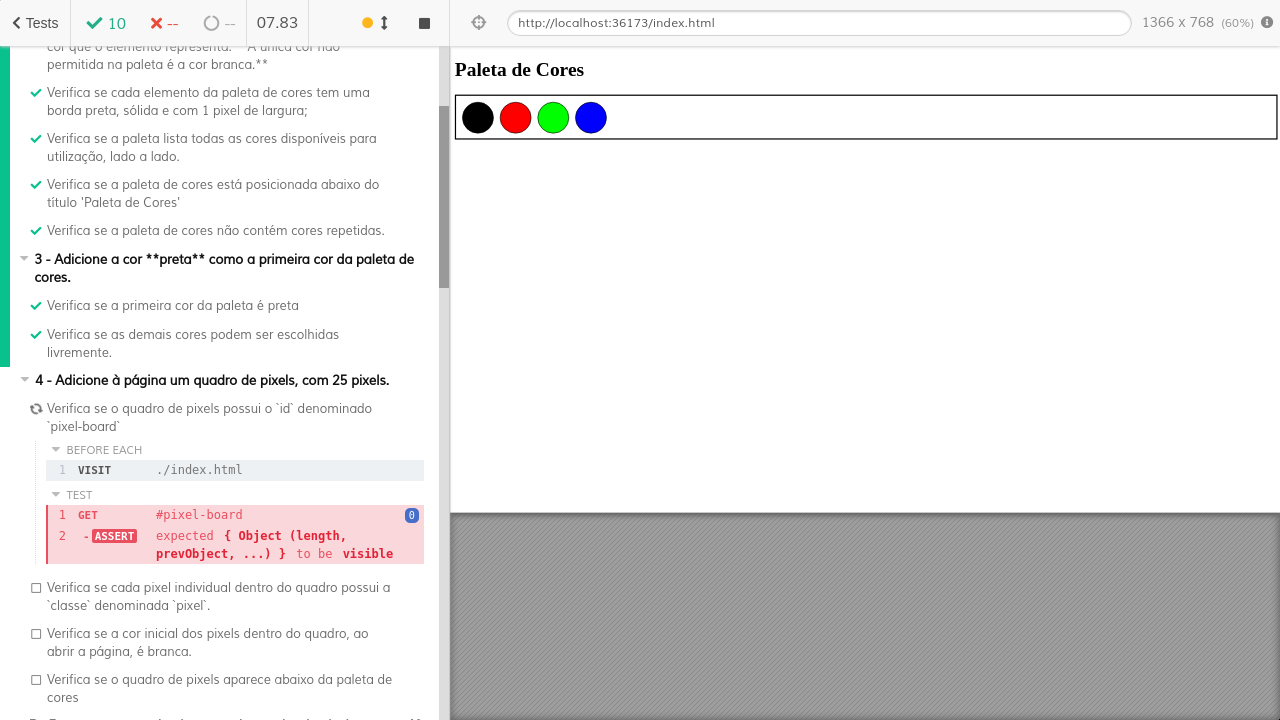 Tests
10
--
--
07.83
http://localhost:36173/index.html
1366 x 768 (60%)
cor que o elemento representa. **A única cor não
permitida na paleta é a cor branca.**
Verifica se cada elemento da paleta de cores tem uma
borda preta, sólida e com 1 pixel de largura;
Verifica se a paleta lista todas as cores disponíveis para
utilização, lado a lado.
Verifica se a paleta de cores está posicionada abaixo do
título 'Paleta de Cores'
Verifica se a paleta de cores não contém cores repetidas.
3 - Adicione a cor **preta** como a primeira cor da paleta de
cores.
Verifica se a primeira cor da paleta é preta
Verifica se as demais cores podem ser escolhidas
livremente.
4 - Adicione à página um quadro de pixels, com 25 pixels.
Verifica se o quadro de pixels possui o `id` denominado
`pixel-board`
BEFORE EACH
1 VISIT ./index.html
TEST
1 GET #pixel-board 0
2 -ASSERT expected { Object (length,
prevObject, ...) } to be visible
Verifica se cada pixel individual dentro do quadro possui a
`classe` denominada `pixel`.
Verifica se a cor inicial dos pixels dentro do quadro, ao
abrir a página, é branca.
Verifica se o quadro de pixels aparece abaixo da paleta de
cores
Paleta de Cores